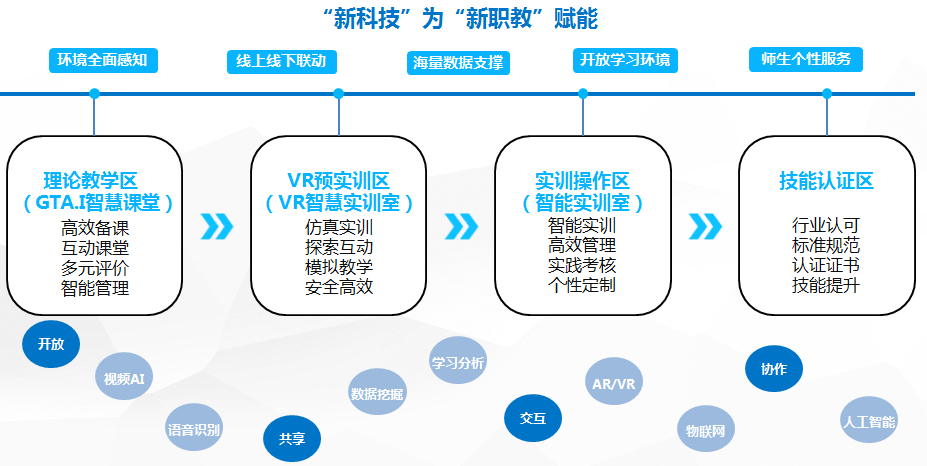 “新科技”为“新职教”赋能
环境全面感知
线上线下联动
海量数据支撑
开放学习环境
师生个性服务
理论教学区
（GTA.I智慧课堂）
高效备课
互动课堂
多元评价
智能管理
VR预实训区
（VR智慧实训室）
仿真实训
探索互动
模拟教学
安全高效
实训操作区
（智能实训室）
智能实训
高效管理
实践考核
个性定制
技能认证区
行业认可
标准规范
认证证书
技能提升
开放
视频AI
语音识别
共享
数据挖掘
学习分析
交互
AR/VR
物联网
协作
人工智能